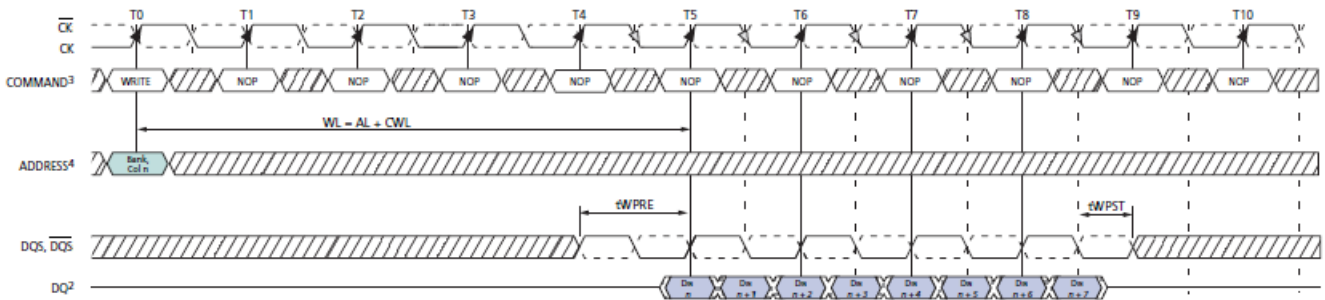 T0 T1 T2 T3 T4 T5 T6 T7 T8 T9 T10
CK
CK
COMMAND3 WRITE NOP NOP NOP NOP NOP NOP NOP NOP NOP NOP
WL = AL + CWL
ADDRESS4 Bank,
Col n
tWPRE tWPST
DQS, DQS
DQ2 Din
n Din
n+1 Din
n+2 Din
n+3 Din
n+4 Din
n+5 Din
n+6 Din
n+7